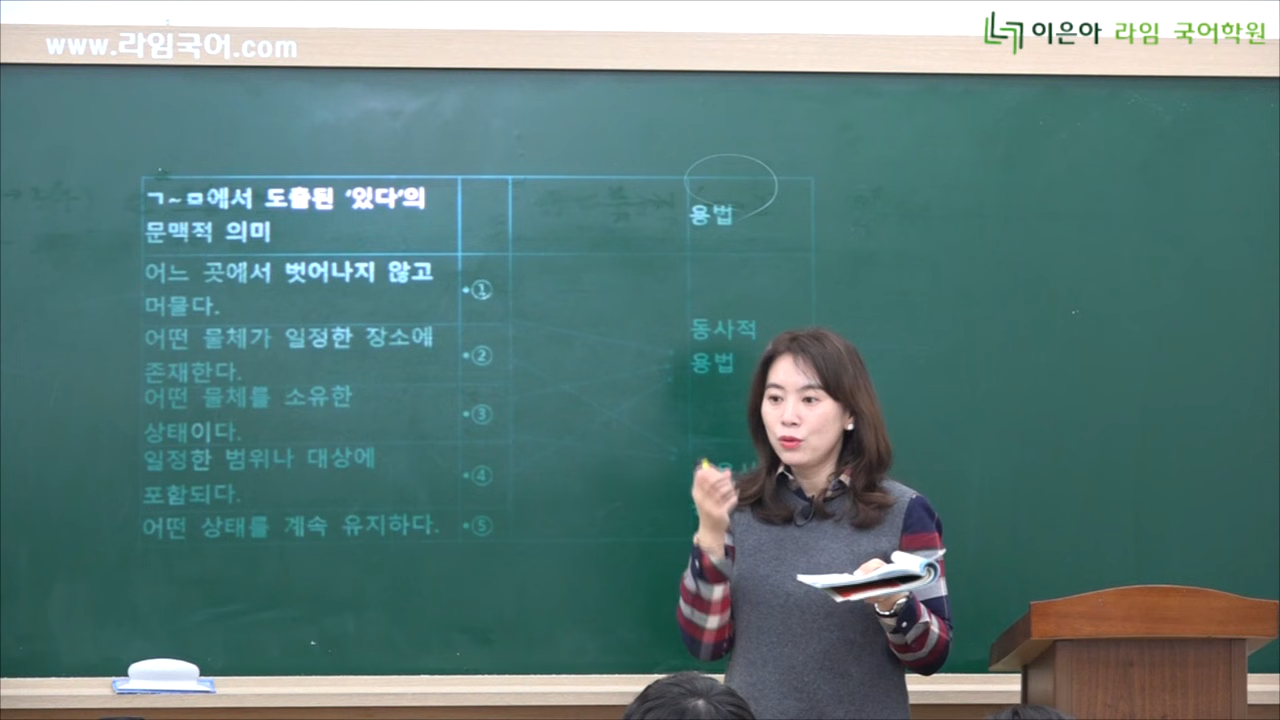 www.라임국어.com
이은아 라임 국어학원
ㄱ~ㅁ에서 도출된 '있다'의
문맥적 의미
용법
어느 곳에서 벗어나지 않고
머물다.
①
어떤 물체가 일정한 장소에
존재한다.
②
동사적
용법
어떤 물체를 소유한
상태이다.
③
일정한 범위나 대상에
포함되다.
④
어떤 상태를 계속 유지하다.
⑤